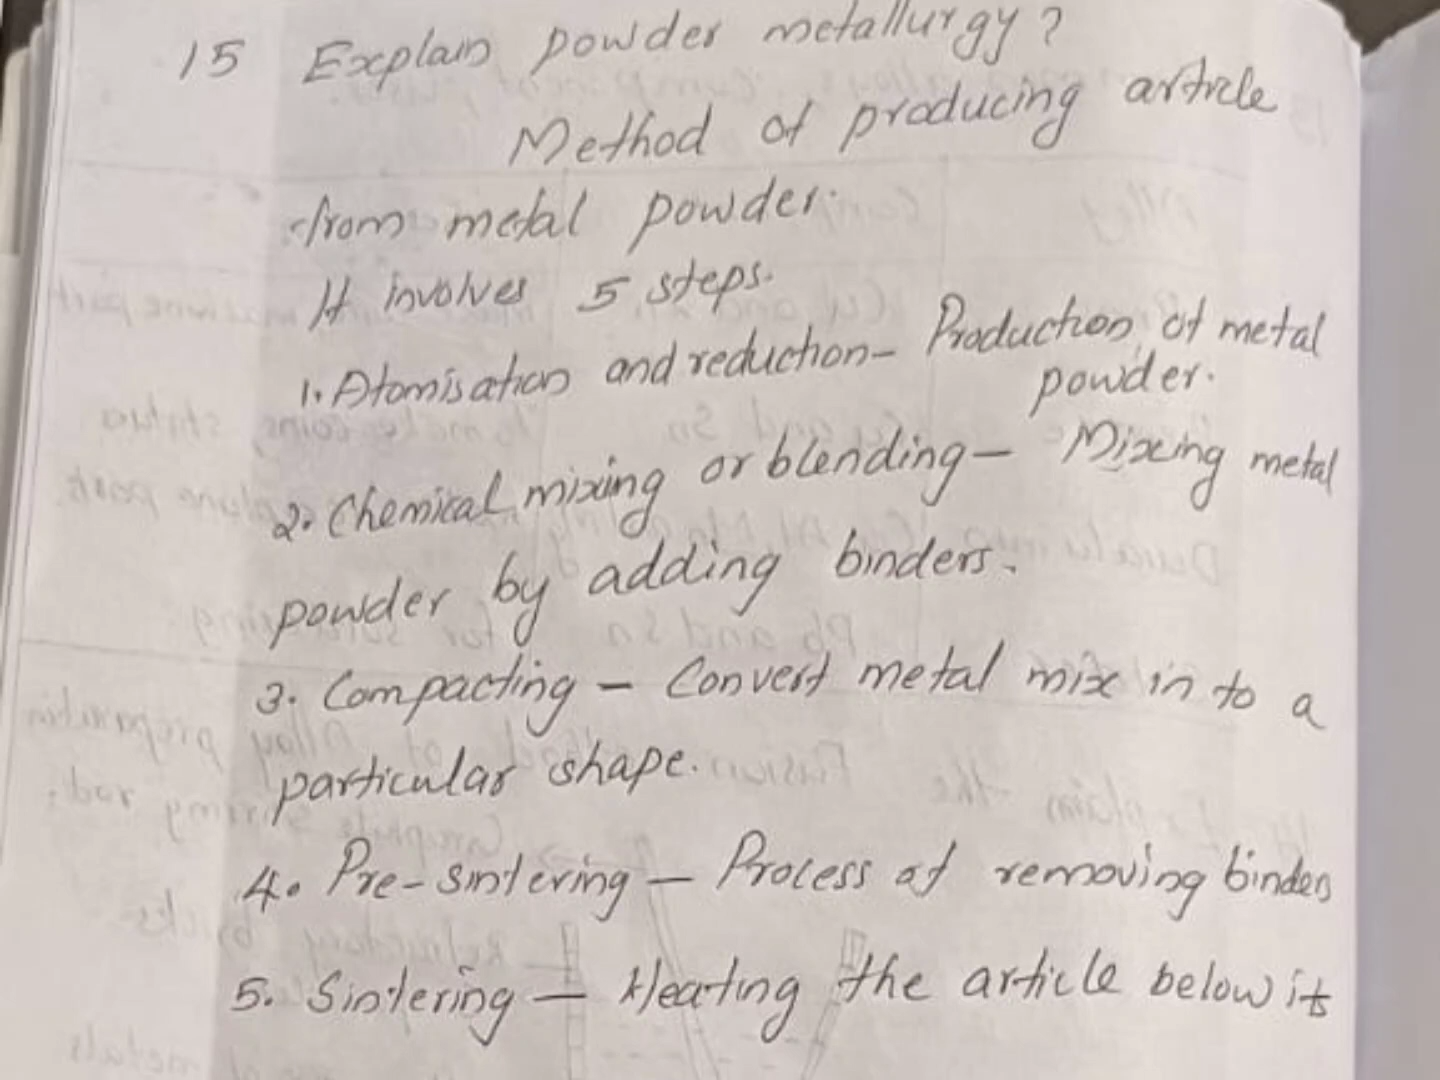 15 Explain powder metallurgy?
Method of producing article
from metal powder.
It involves 5 steps.
1. Atomisation and reduction- Production of metal
powder.
2. Chemical mixing or blending- Mixing metal
powder by adding binders.
3. Compacting - Convert metal mix in to a
particular shape.
4. Pre-sintering - Process of removing binders
5. Sintering - Heating the article below its